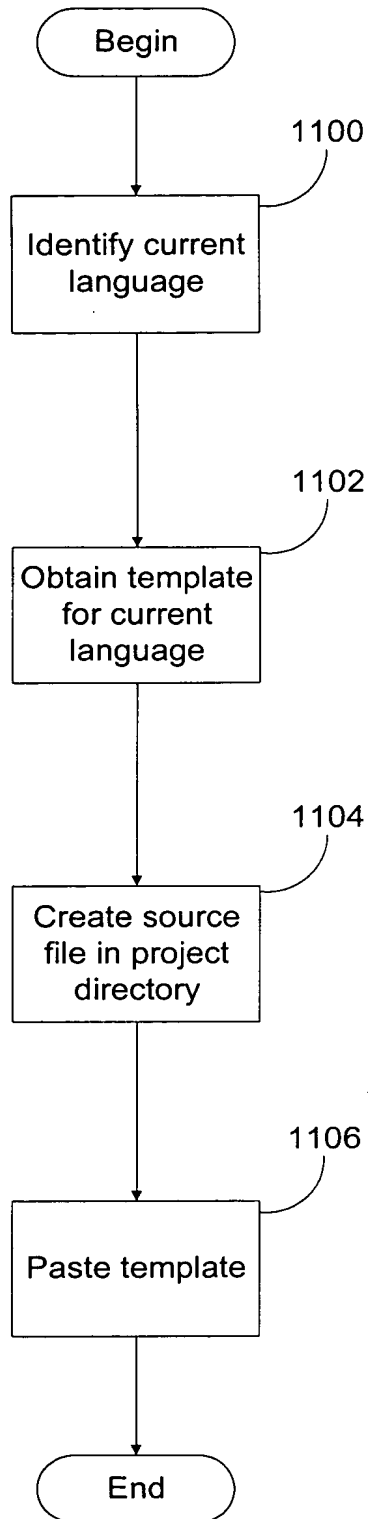 Begin
1100
Identify current
language
1102
Obtain template
for current
language
1104
Create source
file in project
directory
1106
Paste template
End